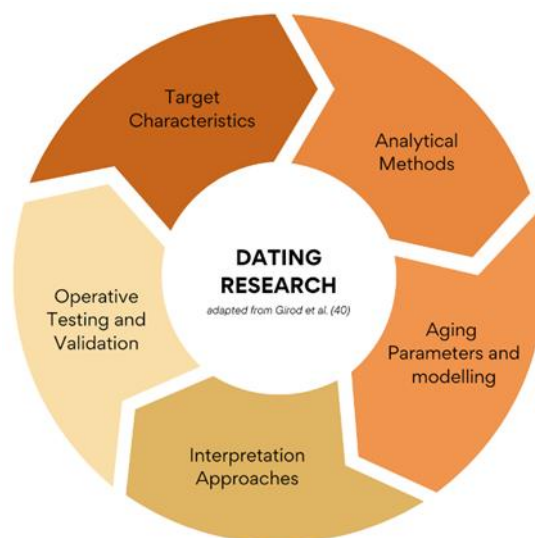 Target
Characteristics
Analytical
Methods
DATING
RESEARCH
adapted from Girod et al. (40)
Aging
Parameters and
modelling
Interpretation
Approaches
Operative
Testing and
Validation